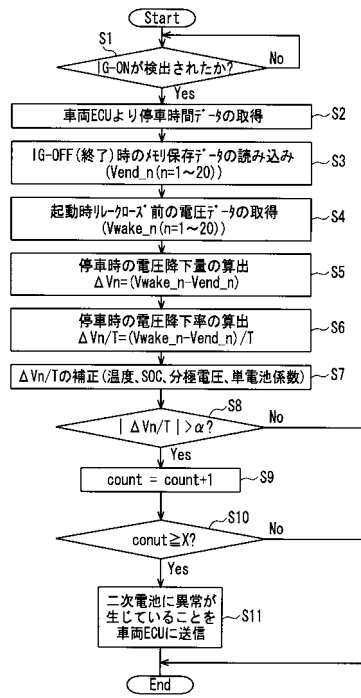 Start
S1
IG-ONが検出されたか?
No
Yes
車両ECUより停車時間ﾃﾞｰﾀの取得
S2
IG-OFF(終了)時のﾒﾓﾘ保存ﾃﾞｰﾀの読み込み
(Vend_n(n=1～20))
S3
起動時ﾘﾚｰｸﾛｰｽﾞ前の電圧ﾃﾞｰﾀの取得
(Vwake_n(n=1～20))
S4
停車時の電圧降下量の算出
ΔVn=(Vwake_n-Vend_n)
S5
停車時の電圧降下率の算出
ΔVn/T=(Vwake_n-Vend_n)/T
S6
ΔVn/Tの補正(温度、SOC、分極電圧、単電池係数)
S7
S8
|ΔVn/T|>α?
No
Yes
count = count+1
S9
S10
conut≧X?
No
Yes
二次電池に異常が
生じていることを
車両ECUに送信
S11
End